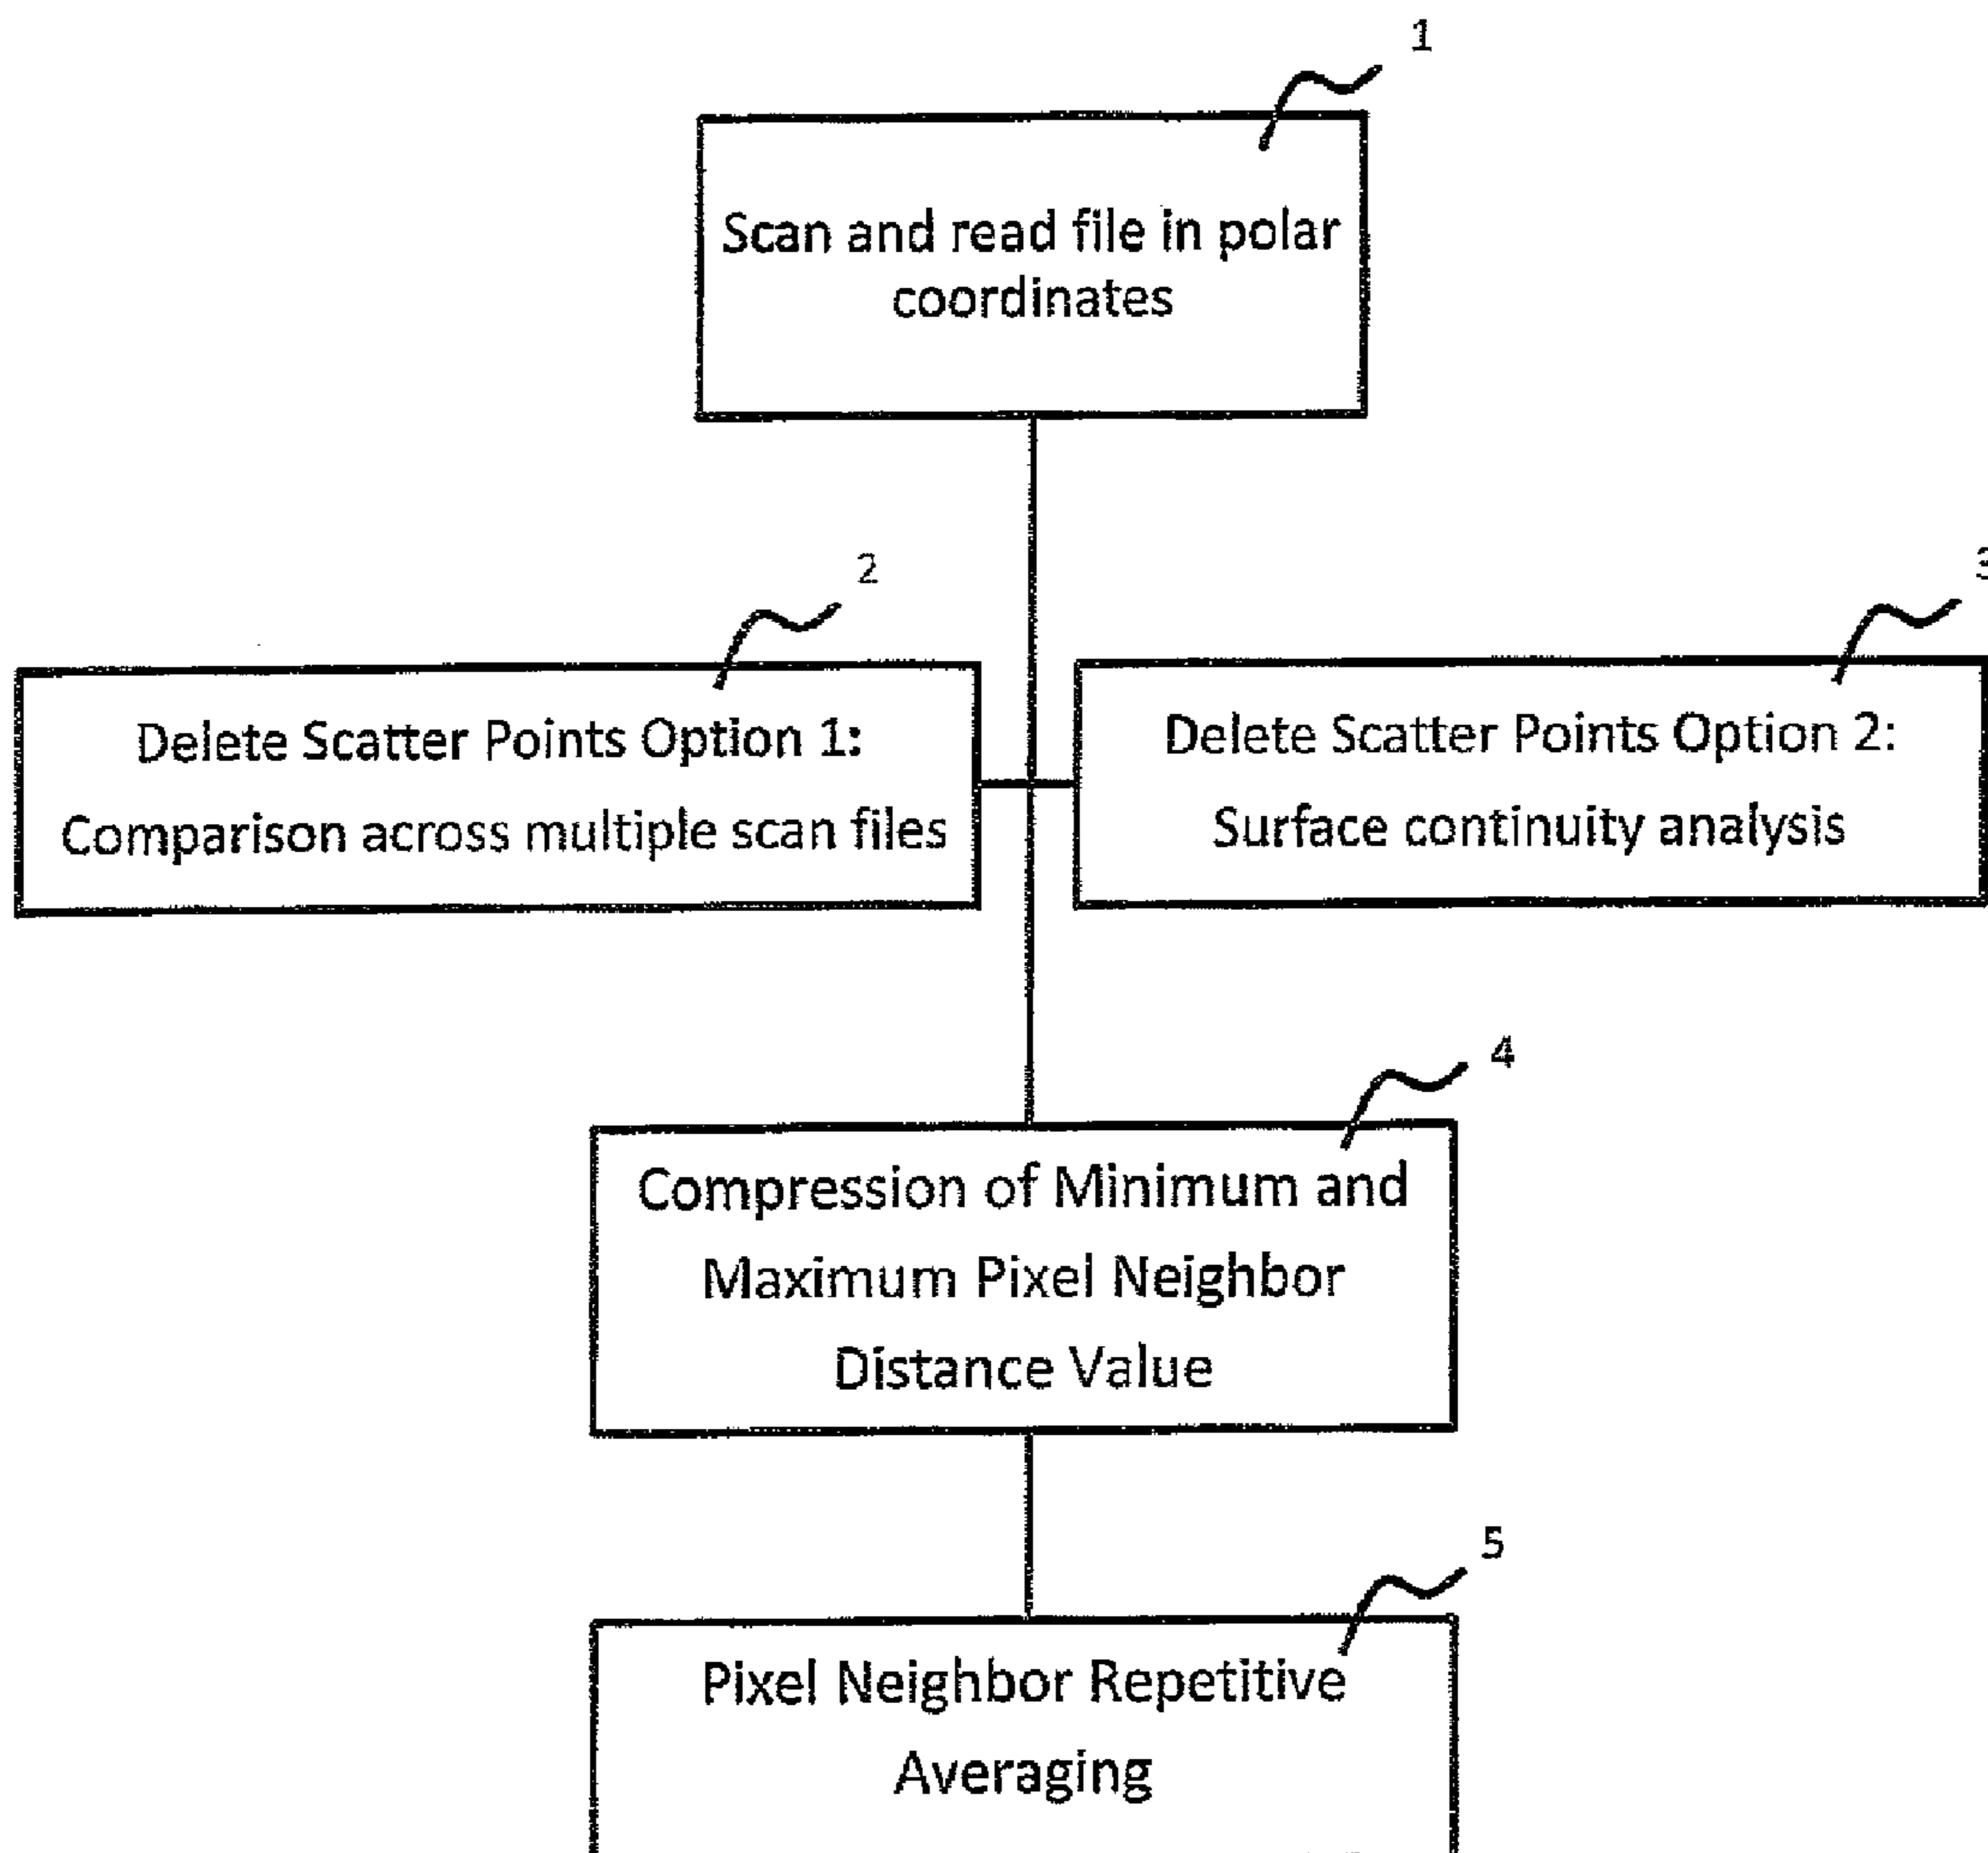 1
Scan and read file in polar
coordinates
2
3
Delete Scatter Points Option 1:
Comparison across multiple scan files
Delete Scatter Points Option 2:
Surface continuity analysis
4
Compression of Minimum and
Maximum Pixel Neighbor
Distance Value
5
Pixel Neighbor Repetitive
Averaging